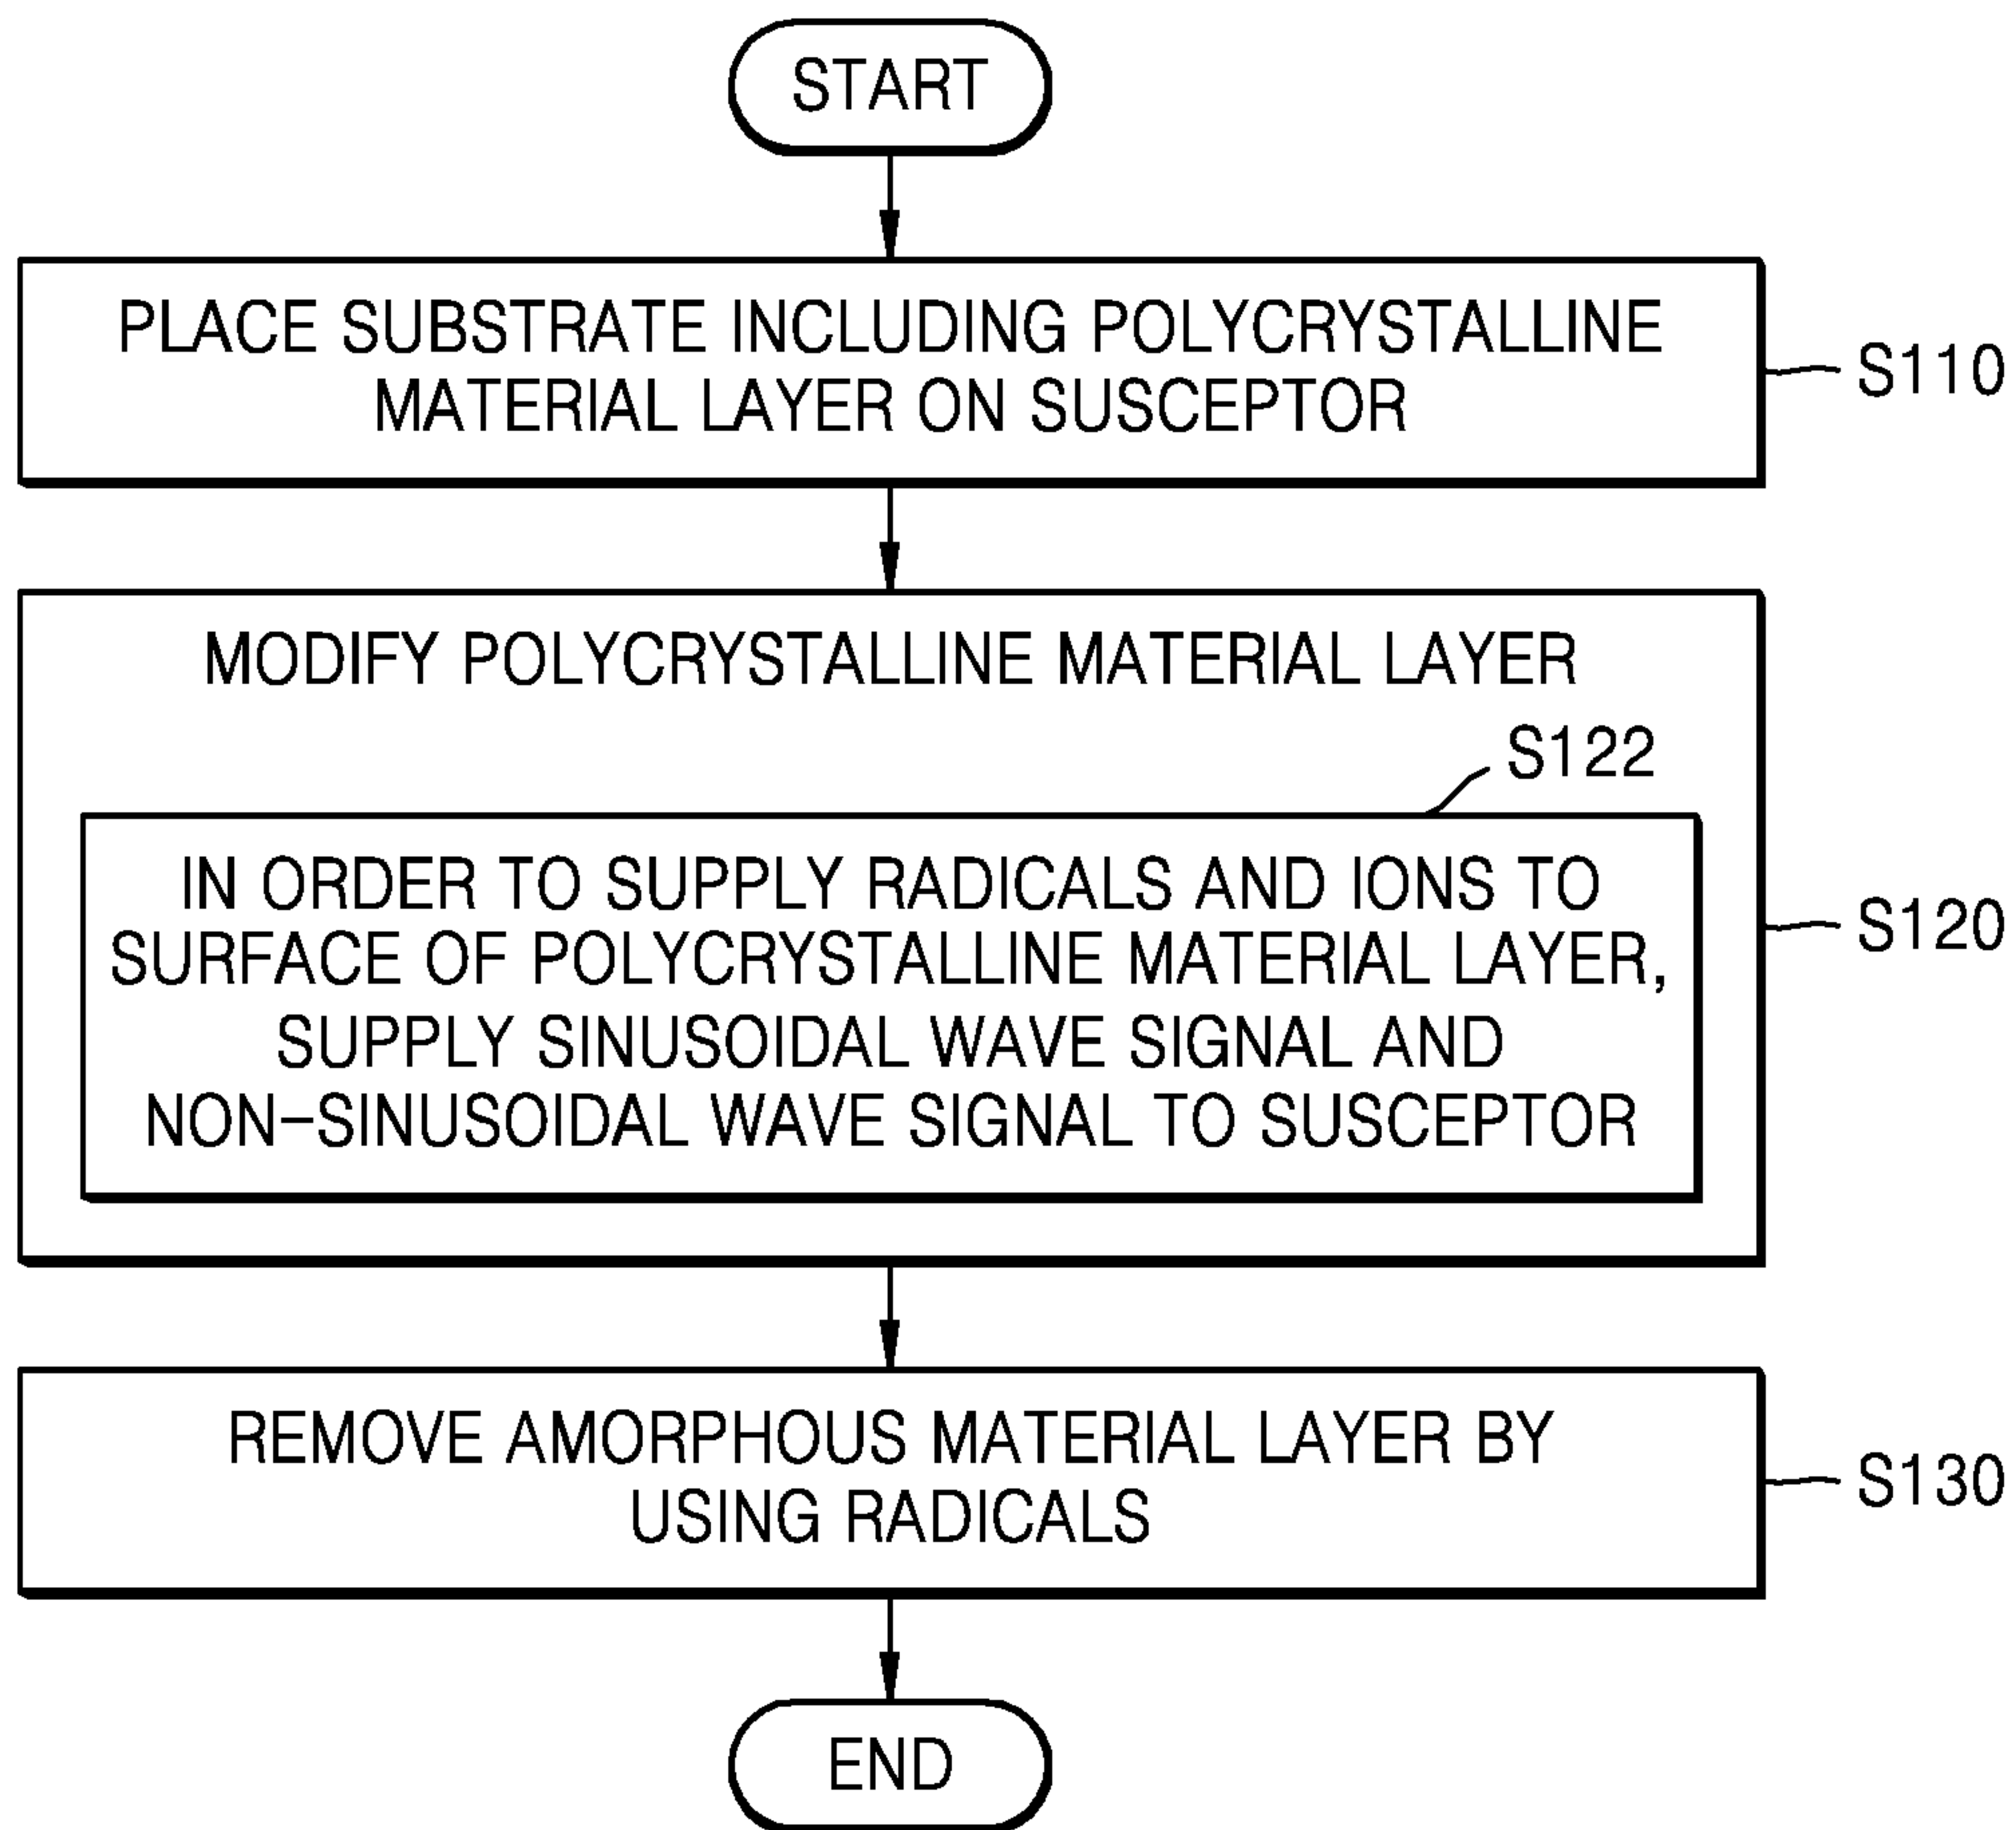 START
PLACE SUBSTRATE INCLUDING POLYCRYSTALLINE
MATERIAL LAYER ON SUSCEPTOR
S110
MODIFY POLYCRYSTALLINE MATERIAL LAYER
S122
IN ORDER TO SUPPLY RADICALS AND IONS TO
SURFACE OF POLYCRYSTALLINE MATERIAL LAYER,
SUPPLY SINUSOIDAL WAVE SIGNAL AND
NON-SINUSOIDAL WAVE SIGNAL TO SUSCEPTOR
S120
REMOVE AMORPHOUS MATERIAL LAYER BY
USING RADICALS
S130
END